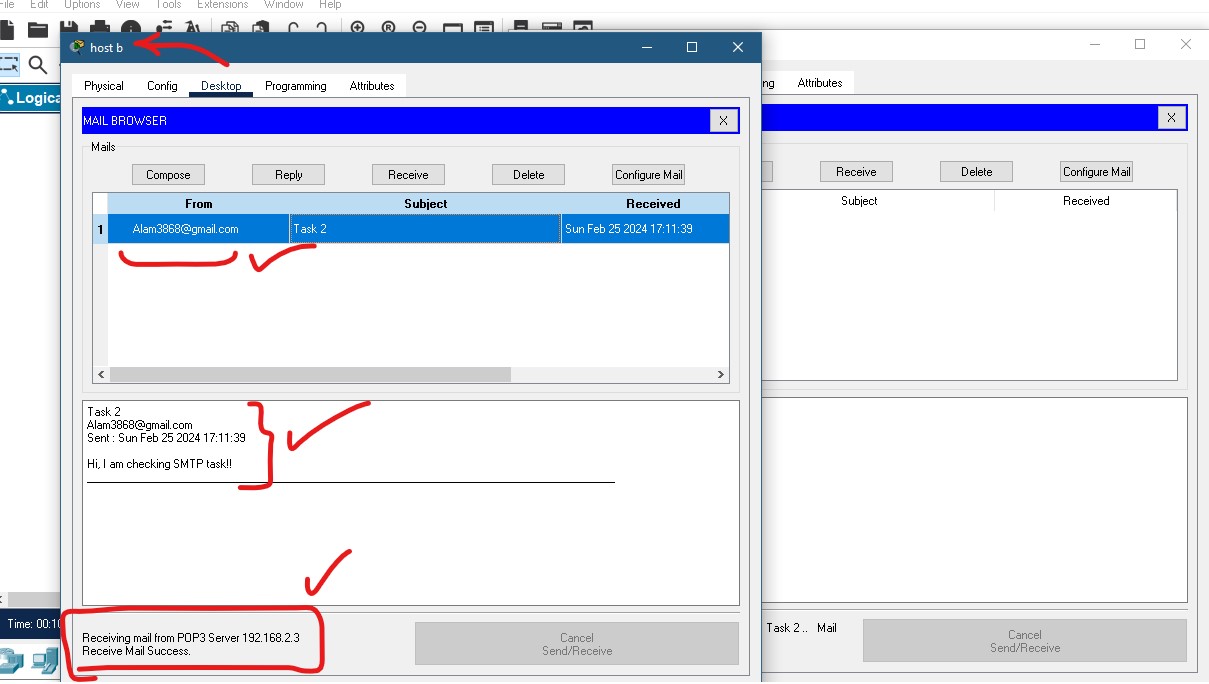 File Edit Options View Tools Extensions Window Help
host b
Logica
Physical Config Desktop Programming Attributes
ng Attributes
MAIL BROWSER X
X
Mails
Compose Reply Receive Delete Configure Mail
Receive Delete Configure Mail
From Subject Received
Subject Received
1 Alam3868@gmail.com Task 2 Sun Feb 25 2024 17:11:39
Task 2
Alam3868@gmail.com
Sent : Sun Feb 25 2024 17:11:39
Hi, I am checking SMTP task!!
Time: 00:10
Receiving mail from POP3 Server 192.168.2.3
Receive Mail Success.
Cancel
Send/Receive
Task 2 .. Mail
Cancel
Send/Receive